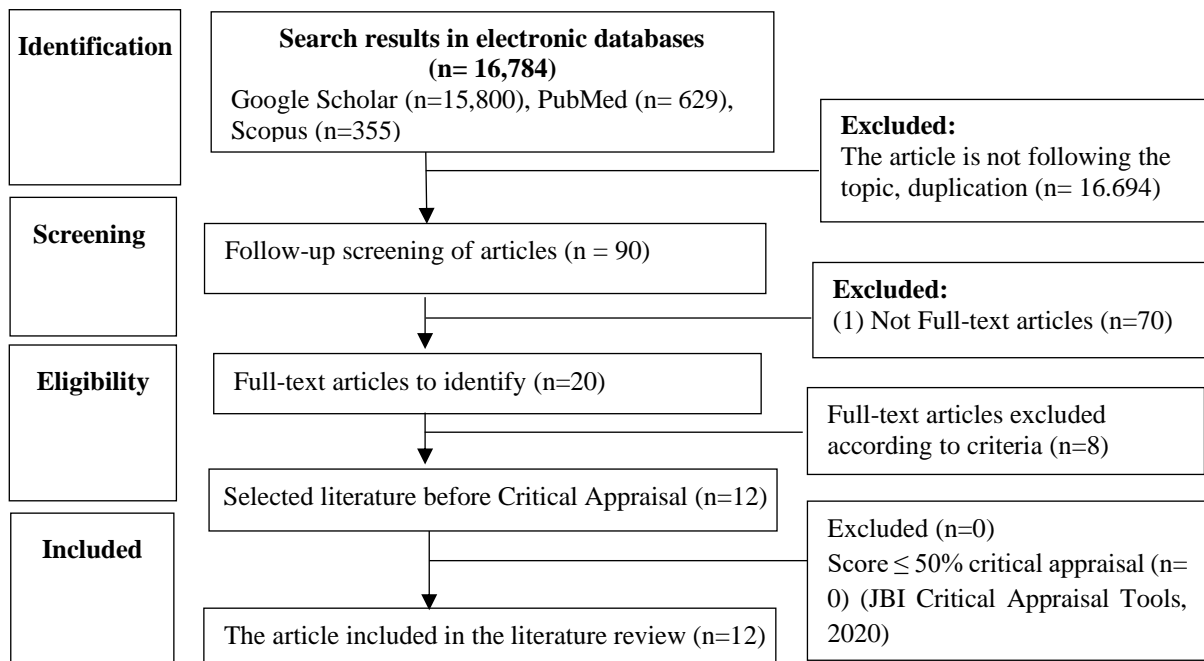 Identification
Search results in electronic databases
(n= 16,784)
Google Scholar (n=15,800), PubMed (n= 629),
Scopus (n=355)
Excluded:
The article is not following the
topic, duplication (n= 16.694)
Screening
Follow-up screening of articles (n = 90)
Excluded:
(1) Not Full-text articles (n=70)
Eligibility
Full-text articles to identify (n=20)
Full-text articles excluded
according to criteria (n=8)
Selected literature before Critical Appraisal (n=12)
Included
Excluded (n=0)
Score ≤ 50% critical appraisal (n=
0) (JBI Critical Appraisal Tools,
2020)
The article included in the literature review (n=12)